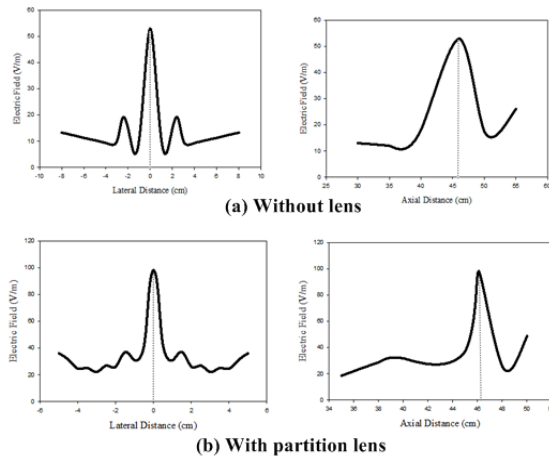 Electric Field (V/m)
60
50
40
30
20
10
0
-10 -8 -6 -4 -2 0 2 4 6 8 10
Lateral Distance (cm)
Electric Field (V/m)
60
50
40
30
20
10
0
25 30 35 40 45 50 55 60
Axial Distance (cm)
(a) Without lens
Electric Field (V/m)
120
100
80
60
40
20
0
-6 -4 -2 0 2 4 6
Lateral Distance (cm)
Electric Field (V/m)
120
100
80
60
40
20
0
34 36 38 40 42 44 46 48 50
Axial Distance (cm)
(b) With partition lens